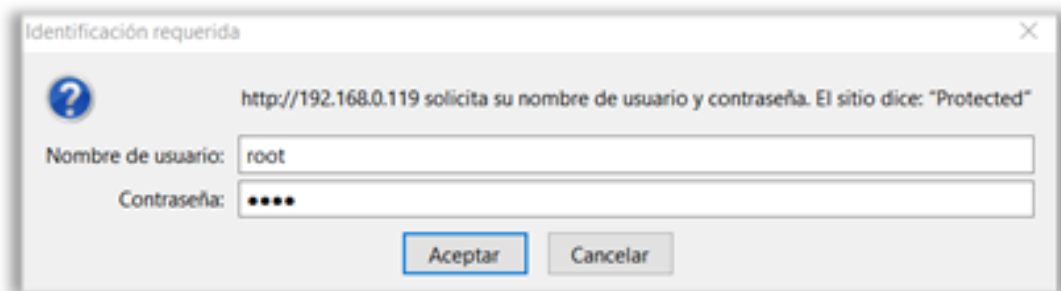 Identificación requerida
http://192.168.0.119 solicita su nombre de usuario y contraseña. El sitio dice: "Protected"
Nombre de usuario: root
Contraseña: ●●●●
Aceptar Cancelar